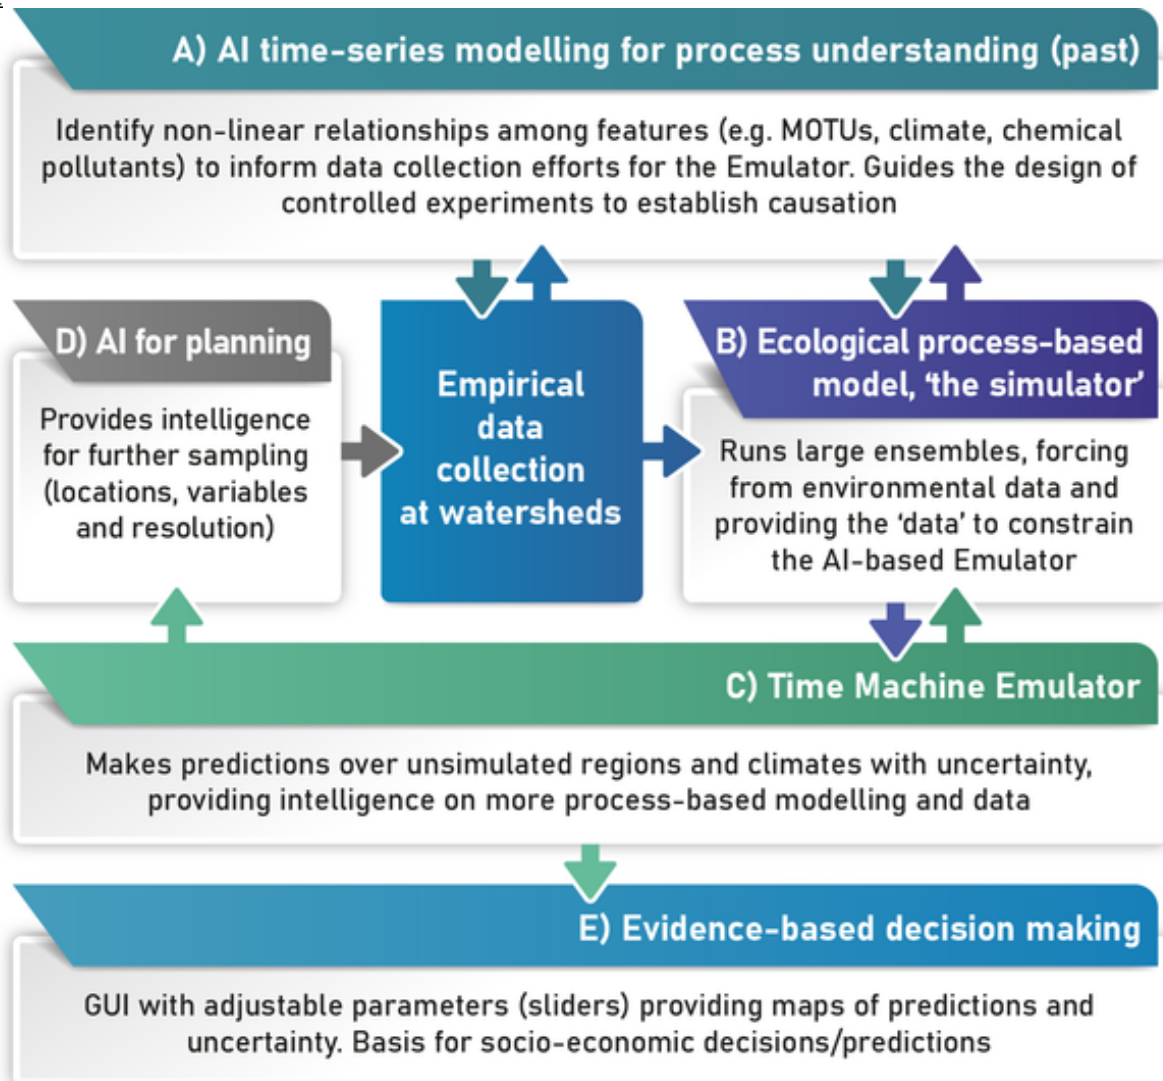 A) AI time-series modelling for process understanding (past)
Identify non-linear relationships among features (e.g. MOTUs, climate, chemical
pollutants) to inform data collection efforts for the Emulator. Guides the design of
controlled experiments to establish causation
D) AI for planning
Provides intelligence
for further sampling
(locations, variables
and resolution)
Empirical
data
collection
at watersheds
B) Ecological process-based
model, ‘the simulator’
Runs large ensembles, forcing
from environmental data and
providing the ‘data’ to constrain
the AI-based Emulator
C) Time Machine Emulator
Makes predictions over unsimulated regions and climates with uncertainty,
providing intelligence on more process-based modelling and data
E) Evidence-based decision making
GUI with adjustable parameters (sliders) providing maps of predictions and
uncertainty. Basis for socio-economic decisions/predictions